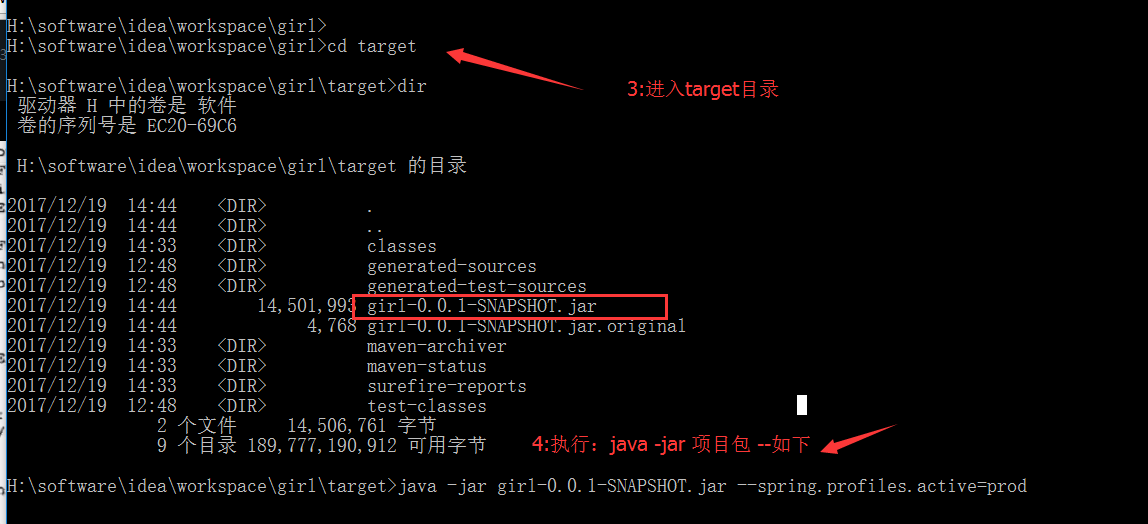 H:\software\idea\workspace\girl>
H:\software\idea\workspace\girl>cd target
H:\software\idea\workspace\girl\target>dir
3:进入target目录
驱动器 H 中的卷是 软件
卷的序列号是 EC20-69C6
H:\software\idea\workspace\girl\target 的目录
2017/12/19 14:44 <DIR> .
2017/12/19 14:44 <DIR> ..
2017/12/19 14:33 <DIR> classes
2017/12/19 12:48 <DIR> generated-sources
2017/12/19 12:48 <DIR> generated-test-sources
2017/12/19 14:44 14,501,993 girl-0.0.1-SNAPSHOT.jar
2017/12/19 14:44 4,768 girl-0.0.1-SNAPSHOT.jar.original
2017/12/19 14:33 <DIR> maven-archiver
2017/12/19 14:33 <DIR> maven-status
2017/12/19 14:33 <DIR> surefire-reports
2017/12/19 12:48 <DIR> test-classes
2 个文件 14,506,761 字节
9 个目录 189,777,190,912 可用字节
4:执行：java -jar 项目包 --如下
H:\software\idea\workspace\girl\target>java -jar girl-0.0.1-SNAPSHOT.jar --spring.profiles.active=prod